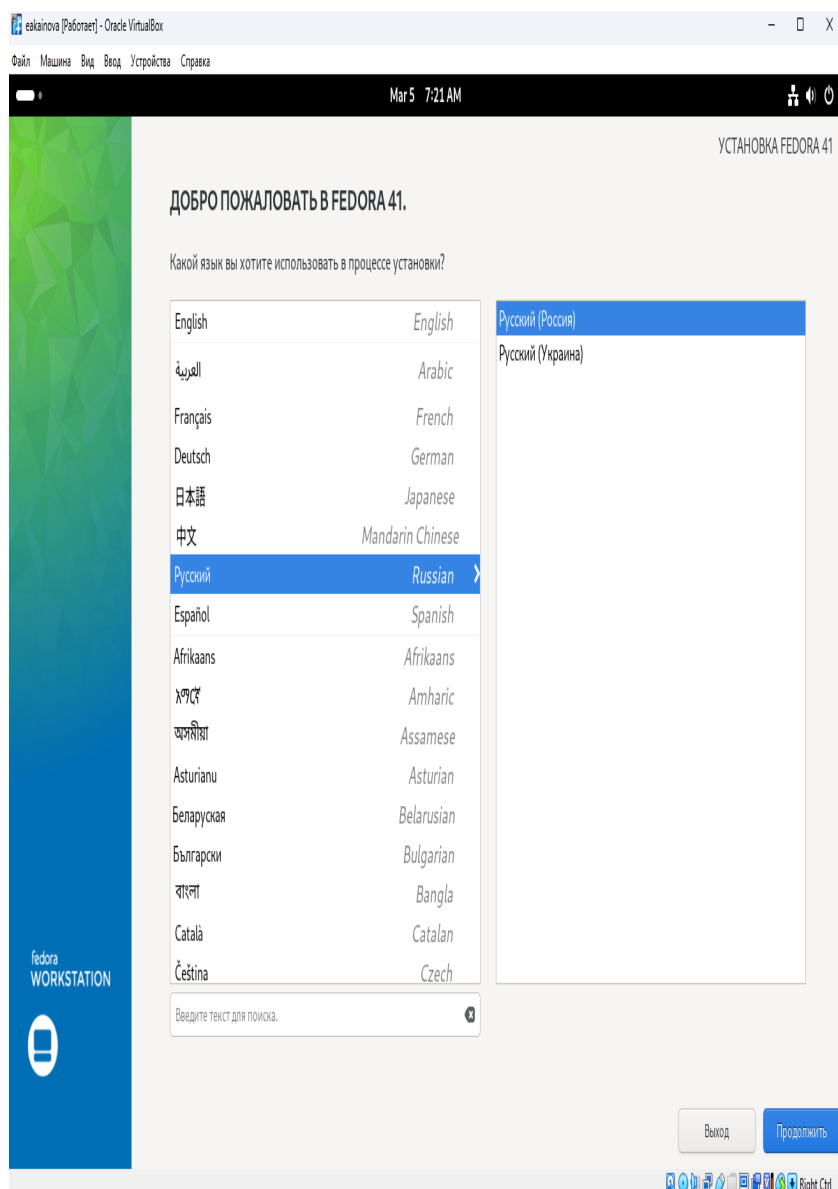 eakainova [Работает] - Oracle VirtualBox
Файл Машина Вид Ввод Устройства Справка
Mar 5 7:21 AM
УСТАНОВКА FEDORA 41
ДОБРО ПОЖАЛОВАТЬ В FEDORA 41.
Какой язык вы хотите использовать в процессе установки?
English English
العربية Arabic
Français French
Deutsch German
日本語 Japanese
中文 Mandarin Chinese
Русский Russian
Español Spanish
Afrikaans Afrikaans
አማርኛ Amharic
অসমীয়া Assamese
Asturianu Asturian
Беларуская Belarusian
Български Bulgarian
বাংলা Bangla
Català Catalan
Čeština Czech
Русский (Россия)
Русский (Украина)
Введите текст для поиска.
fedora
WORKSTATION
Выход
Продолжить
Right Ctrl